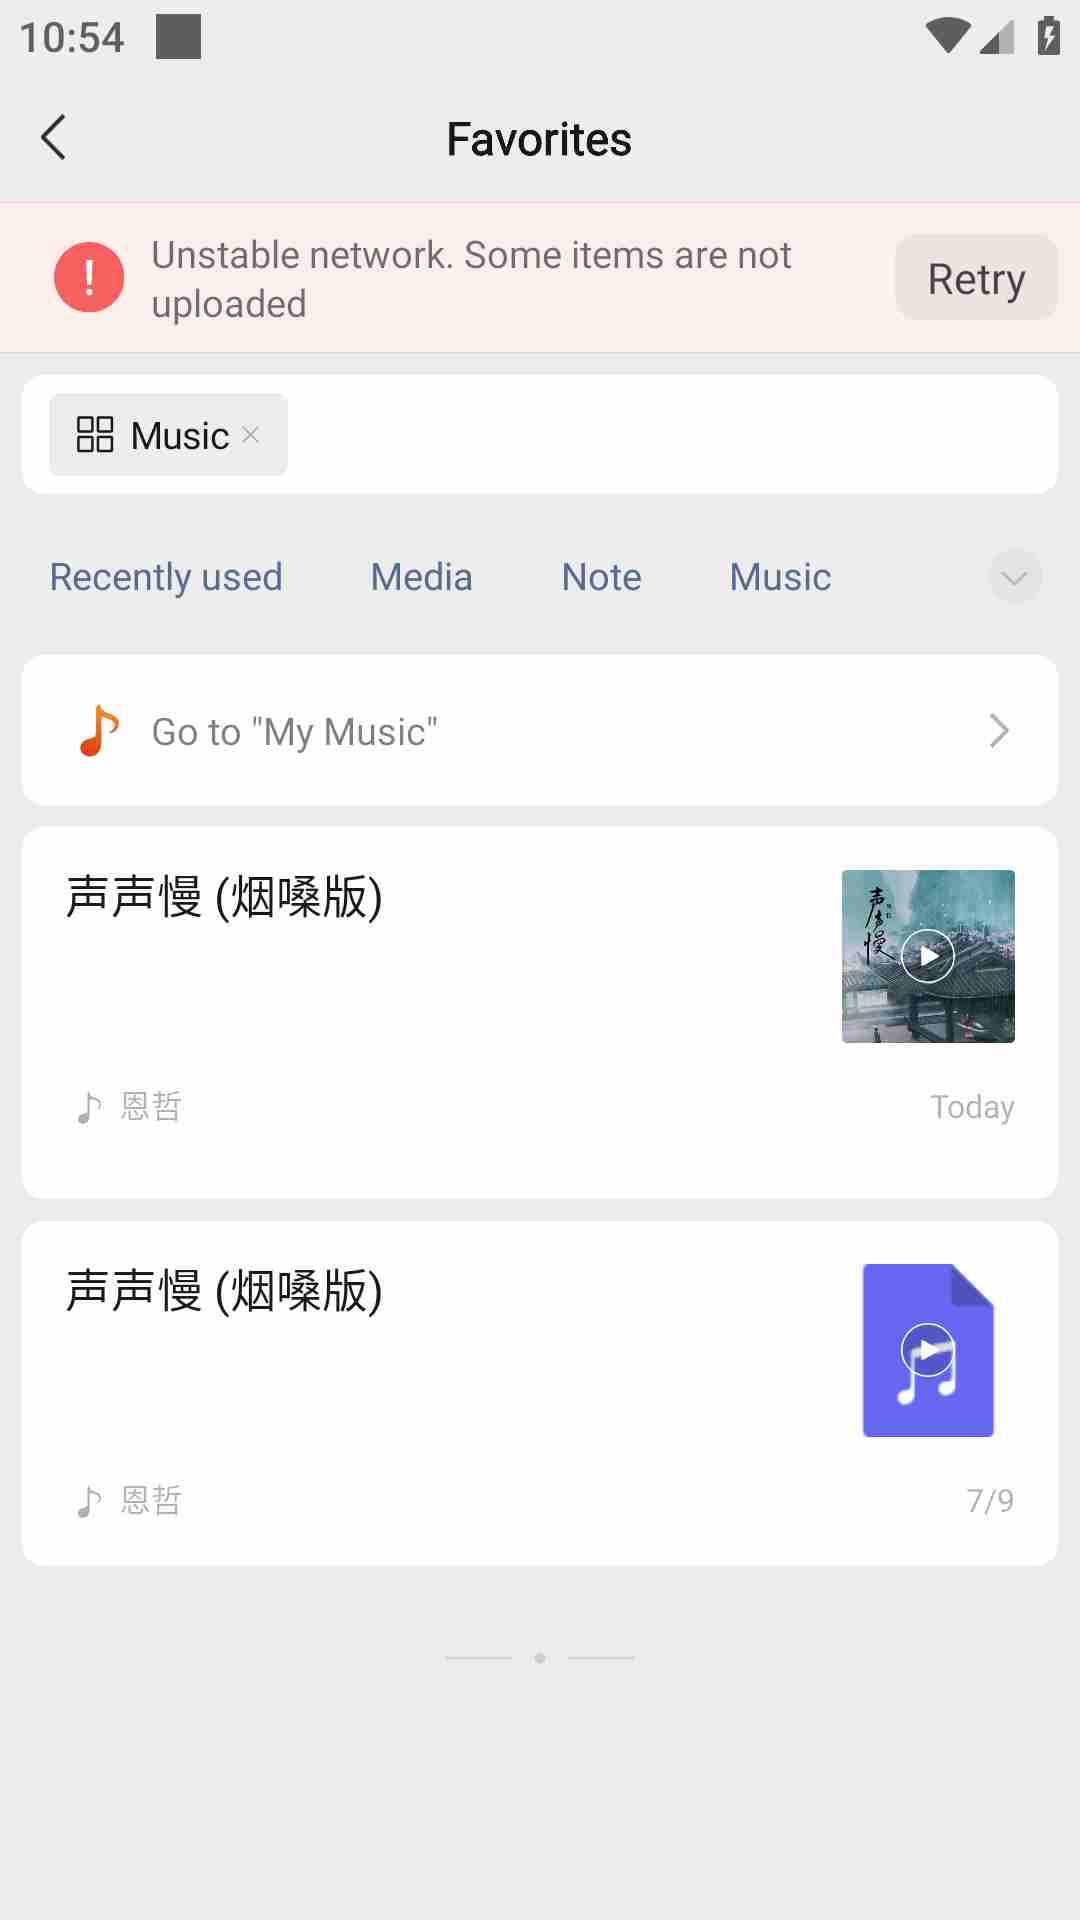 10:54
Favorites
Unstable network. Some items are not
uploaded
Retry
Music
Recently used
Media
Note
Music
Go to "My Music"
声声慢 (烟嗓版)
声声慢
恩哲
Today
声声慢 (烟嗓版)
恩哲
7/9